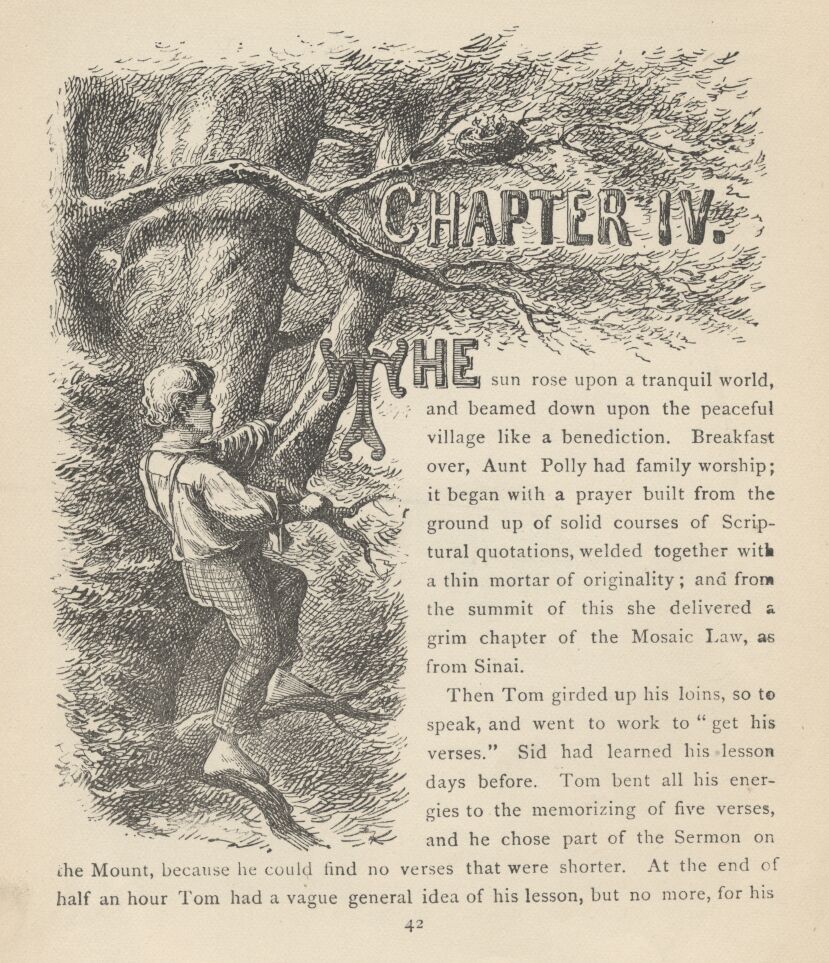 CHAPTER IV.
THE sun rose upon a tranquil world,
and beamed down upon the peaceful
village like a benediction. Breakfast
over, Aunt Polly had family worship;
it began with a prayer built from the
ground up of solid courses of Scrip-
tural quotations, welded together with
a thin mortar of originality; and from
the summit of this she delivered a
grim chapter of the Mosaic Law, as
from Sinai.
Then Tom girded up his loins, so to
speak, and went to work to “get his
verses.” Sid had learned his lesson
days before. Tom bent all his ener-
gies to the memorizing of five verses,
and he chose part of the Sermon on
the Mount, because he could find no verses that were shorter. At the end of
half an hour Tom had a vague general idea of his lesson, but no more, for his
42